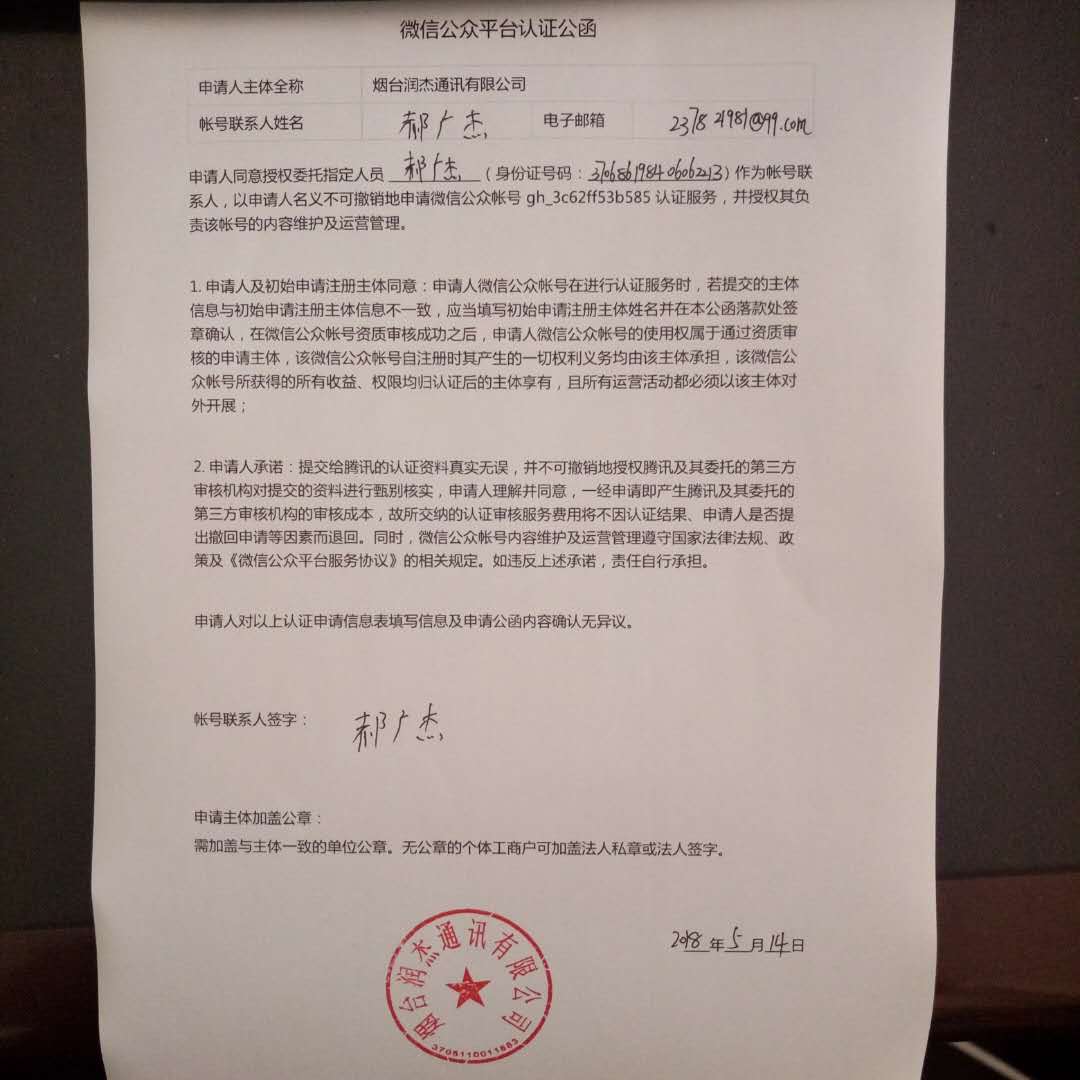 微信公众平台认证公函
申请人主体全称 烟台润杰通讯有限公司
帐号联系人姓名 郝广杰 电子邮箱 237821981@qq.com
申请人同意授权委托指定人员 郝广杰 （身份证号码：370686198406062213）作为帐号联
系人，以申请人名义不可撤销地申请微信公众帐号 gh_3c62ff53b585 认证服务，并授权其负
责该帐号的内容维护及运营管理。
1. 申请人及初始申请注册主体同意：申请人微信公众帐号在进行认证服务时，若提交的主体
信息与初始申请注册主体信息不一致，应当填写初始申请注册主体姓名并在本公函落款处签
章确认，在微信公众帐号资质审核成功之后，申请人微信公众帐号的使用权属于通过资质审
核的申请主体，该微信公众帐号自注册时其产生的一切权利义务均由该主体承担，该微信公
众帐号所获得的所有收益、权限均归认证后的主体享有，且所有运营活动都必须以该主体对
外开展；
2. 申请人承诺：提交给腾讯的认证资料真实无误，并不可撤销地授权腾讯及其委托的第三方
审核机构对提交的资料进行甄别核实，申请人理解并同意，一经申请即产生腾讯及其委托的
第三方审核机构的审核成本，故所交纳的认证审核服务费用将不因认证结果、申请人是否提
出撤回申请等因素而退回。同时，微信公众帐号内容维护及运营管理遵守国家法律法规、政
策及《微信公众平台服务协议》的相关规定。如违反上述承诺，责任自行承担。
申请人对以上认证申请信息表填写信息及申请公函内容确认无异议。
帐号联系人签字： 郝广杰
申请主体加盖公章：
需加盖与主体一致的单位公章。无公章的个体工商户可加盖法人私章或法人签字。
2018 年 5 月 14 日
烟台润杰通讯有限公司